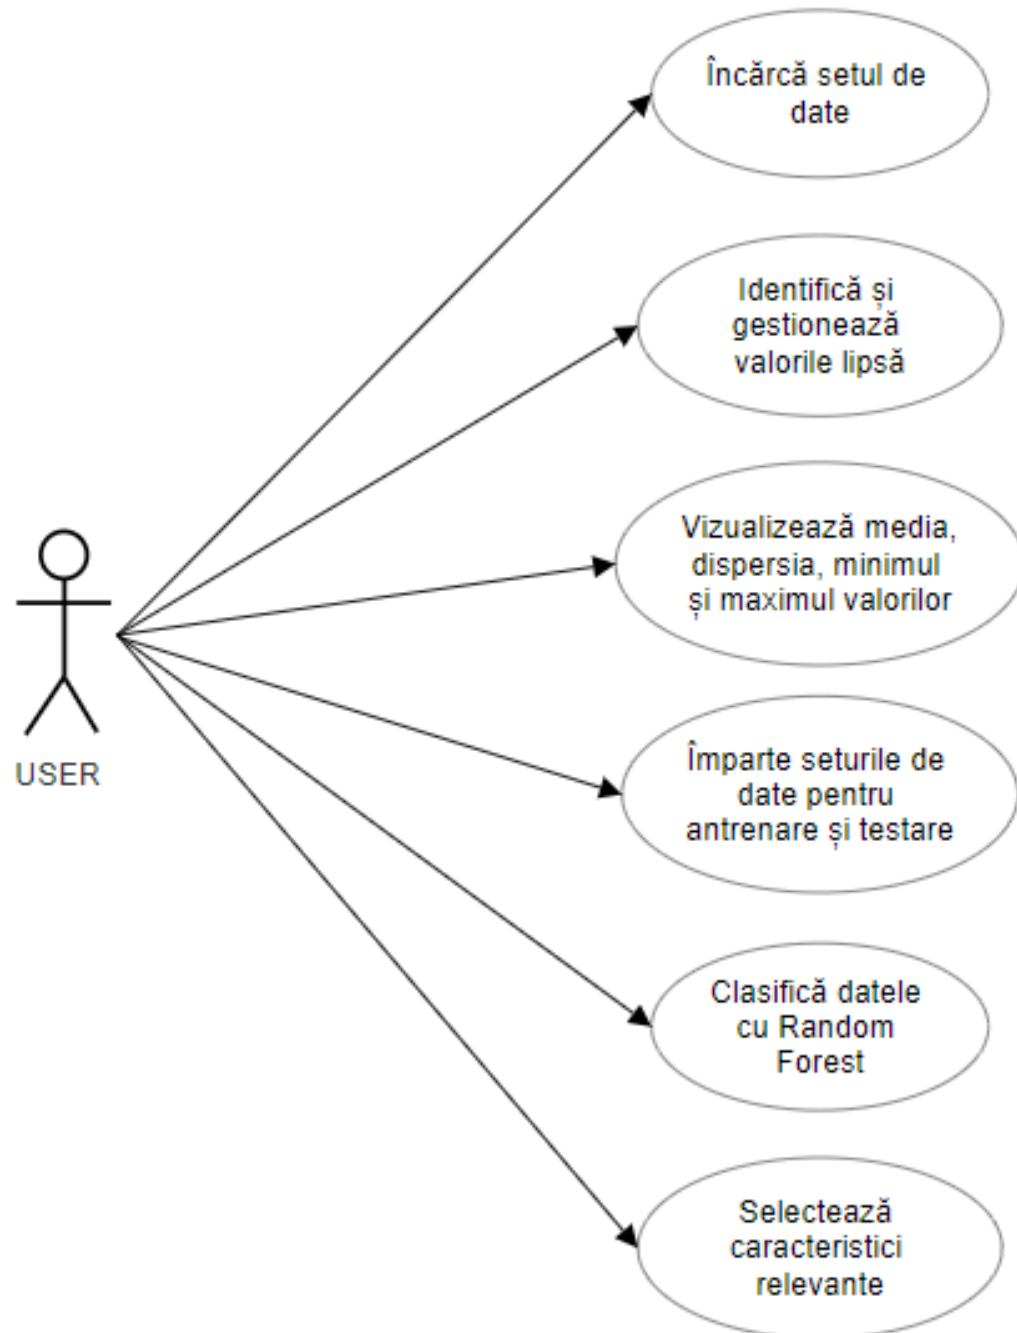 Încărcă setul de
date
Identifică și
gestionează
valorile lipsă
Vizualizează media,
dispersia, minimul
și maximul valorilor
USER
Împarte seturile de
date pentru
antrenare și testare
Clasifică datele
cu Random
Forest
Selectează
caracteristici
relevante